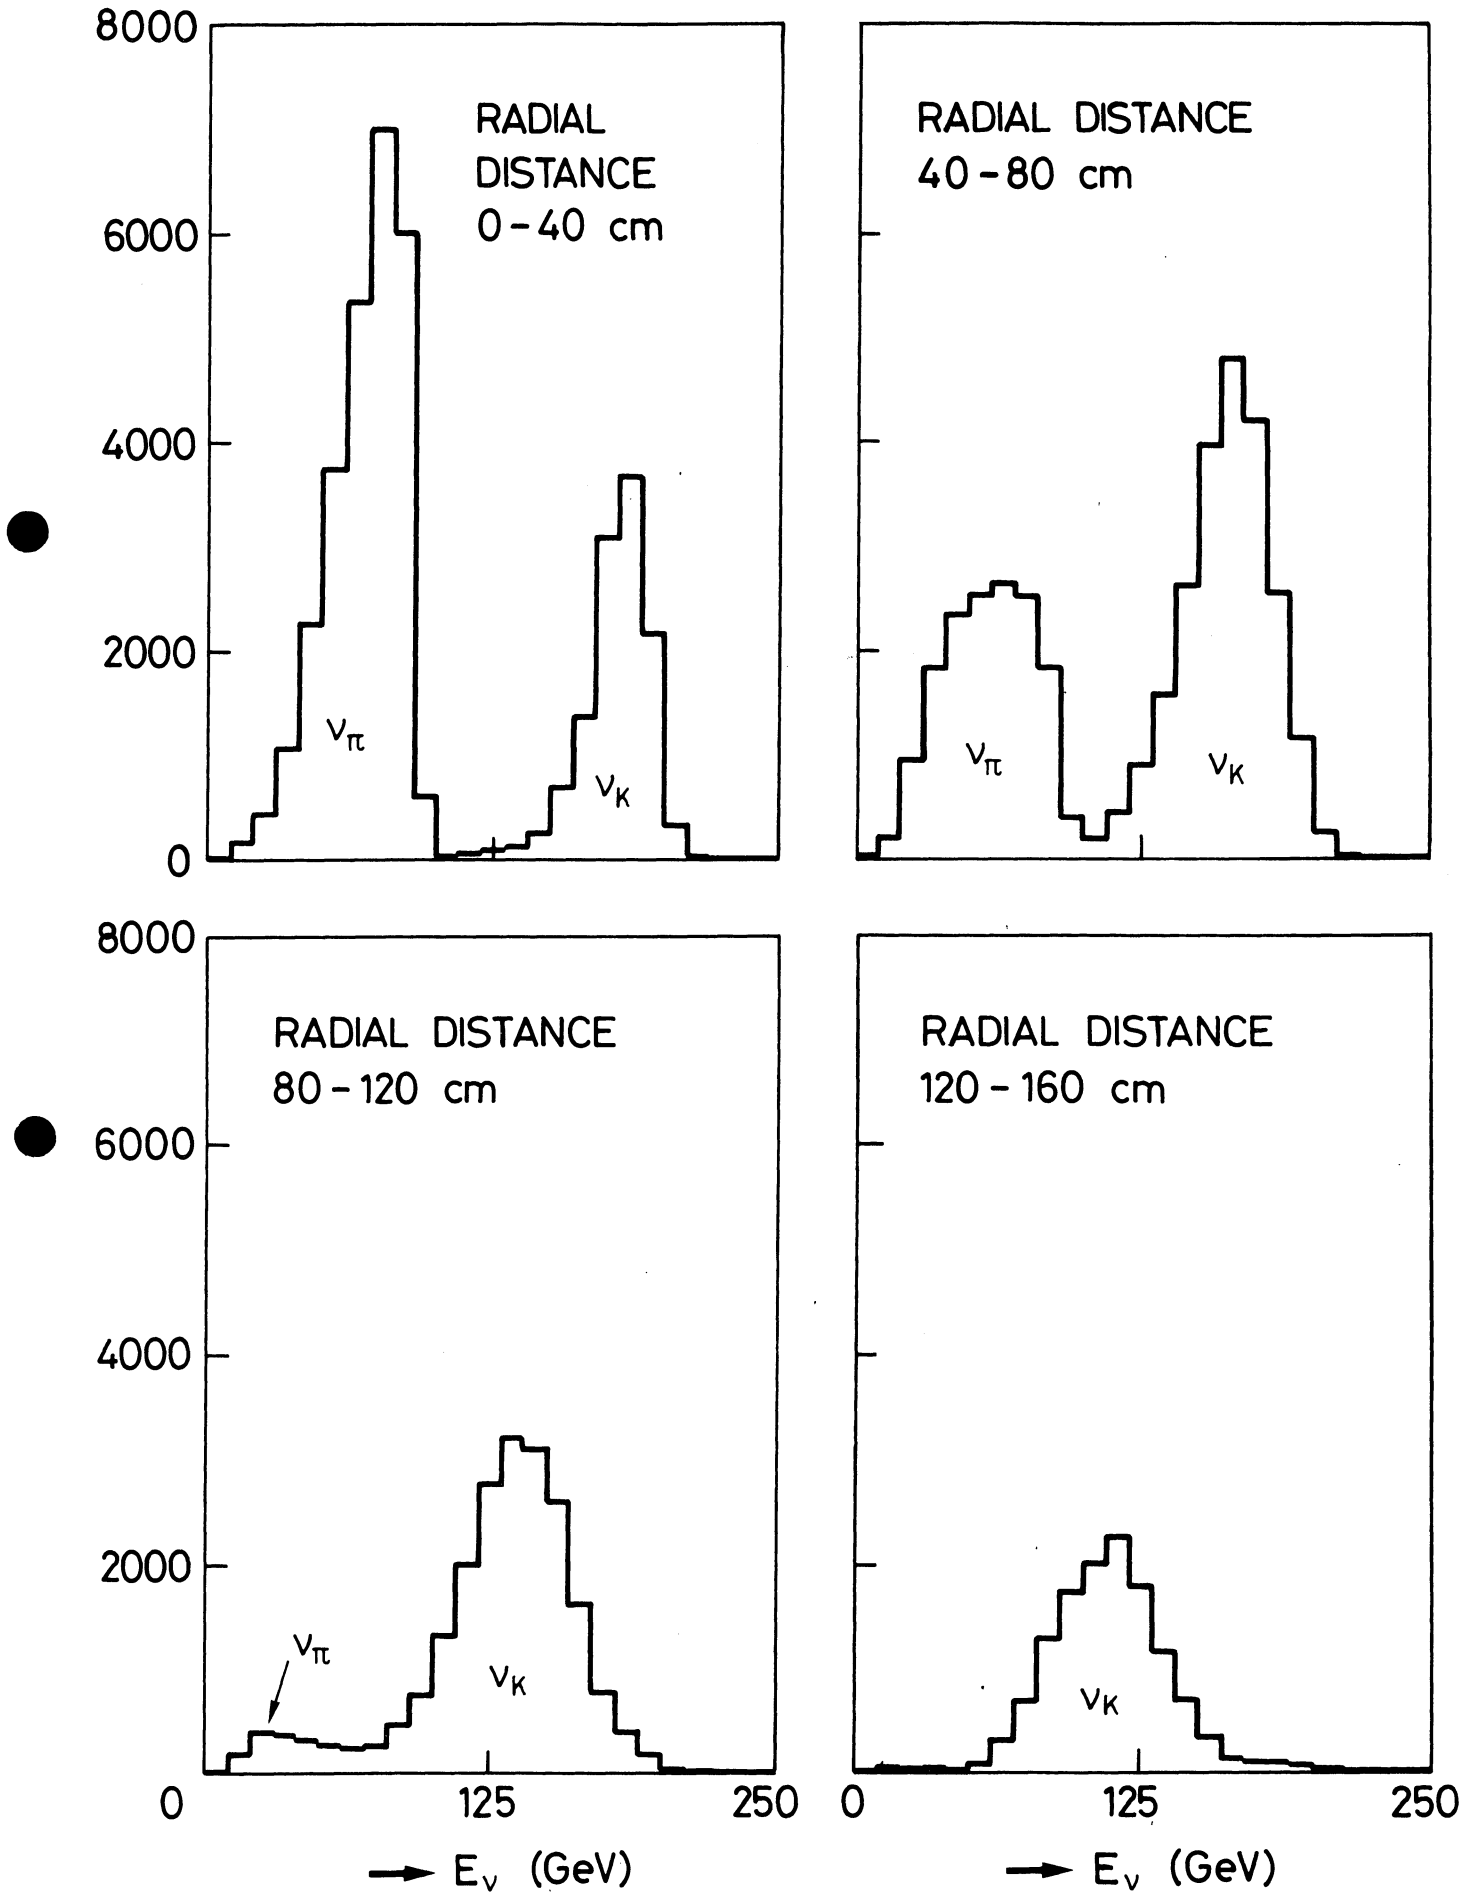 8000
6000
4000
2000
0
RADIAL
DISTANCE
0-40 cm
νπ
νK
RADIAL DISTANCE
40-80 cm
νπ
νK
8000
6000
4000
2000
0
125
250
RADIAL DISTANCE
80-120 cm
νπ
νK
→ Eν (GeV)
RADIAL DISTANCE
120-160 cm
νK
0
125
250
→ Eν (GeV)